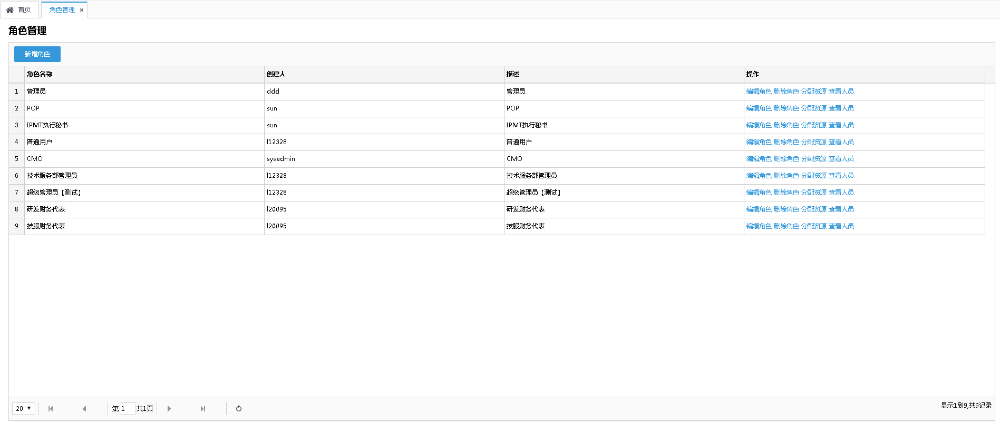 首页 角色管理
角色管理
新增角色
角色名称 创建人 描述 操作
1 管理员 ddd 管理员 编辑角色 删除角色 分配资源 查看人员
2 POP sun POP 编辑角色 删除角色 分配资源 查看人员
3 IPMT执行秘书 sun IPMT执行秘书 编辑角色 删除角色 分配资源 查看人员
4 普通用户 l12328 普通用户 编辑角色 删除角色 分配资源 查看人员
5 CMO sysadmin CMO 编辑角色 删除角色 分配资源 查看人员
6 技术服务部管理员 l12328 技术服务部管理员 编辑角色 删除角色 分配资源 查看人员
7 超级管理员【测试】 l12328 超级管理员【测试】 编辑角色 删除角色 分配资源 查看人员
8 研发财务代表 l20095 研发财务代表 编辑角色 删除角色 分配资源 查看人员
9 技服财务代表 l20095 技服财务代表 编辑角色 删除角色 分配资源 查看人员
20 第 1 共1页 显示1到9,共9记录